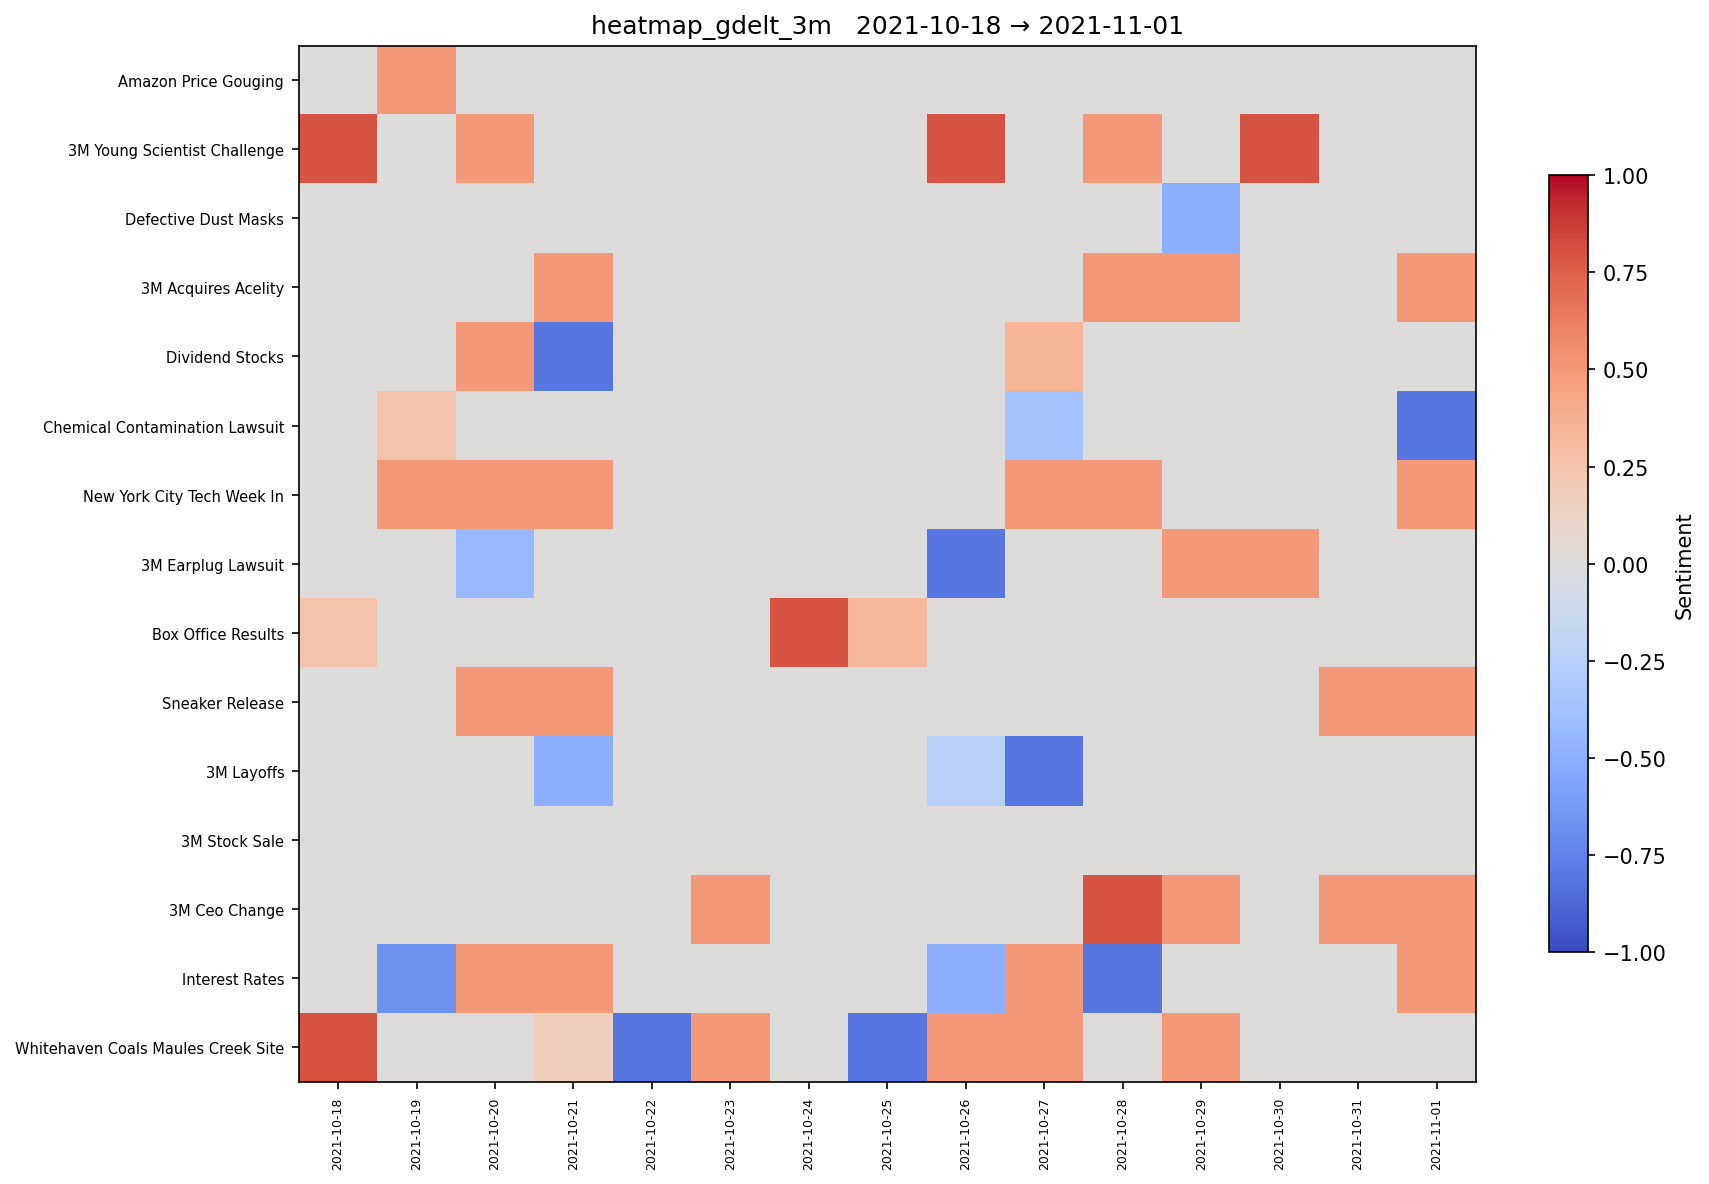 heatmap_gdelt_3m   2021-10-18 → 2021-11-01
Amazon Price Gouging
3M Young Scientist Challenge
Defective Dust Masks
3M Acquires Acelity
Dividend Stocks
Chemical Contamination Lawsuit
New York City Tech Week In
3M Earplug Lawsuit
Box Office Results
Sneaker Release
3M Layoffs
3M Stock Sale
3M Ceo Change
Interest Rates
Whitehaven Coals Maules Creek Site
2021-10-18
2021-10-19
2021-10-20
2021-10-21
2021-10-22
2021-10-23
2021-10-24
2021-10-25
2021-10-26
2021-10-27
2021-10-28
2021-10-29
2021-10-30
2021-10-31
2021-11-01
1.00
0.75
0.50
0.25
0.00
−0.25
−0.50
−0.75
−1.00
Sentiment